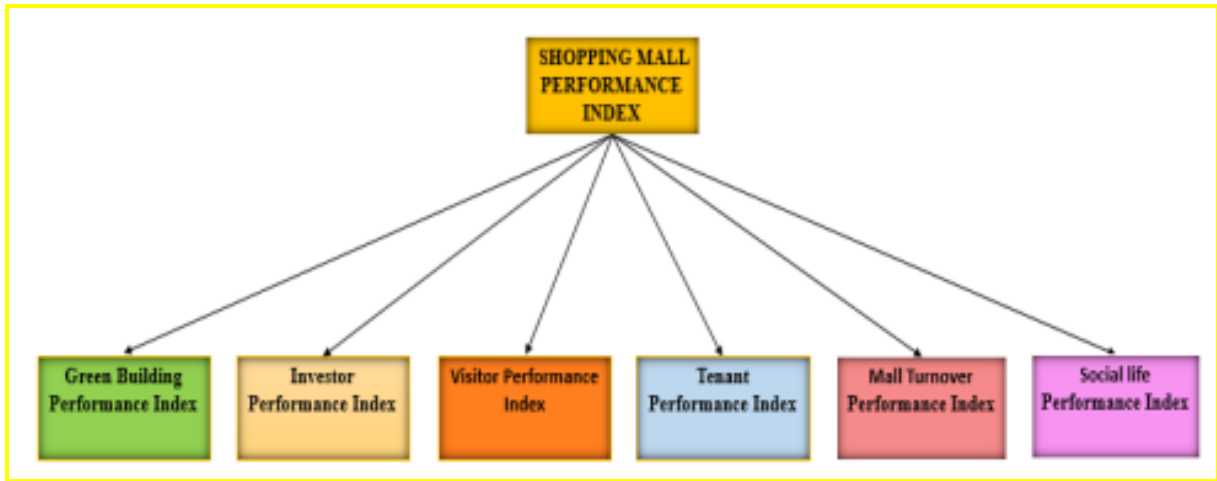 SHOPPING MALL
PERFORMANCE
INDEX
Green Building
Performance Index
Investor
Performance Index
Visitor Performance
Index
Tenant
Performance Index
Mall Turnover
Performance Index
Social life
Performance Index